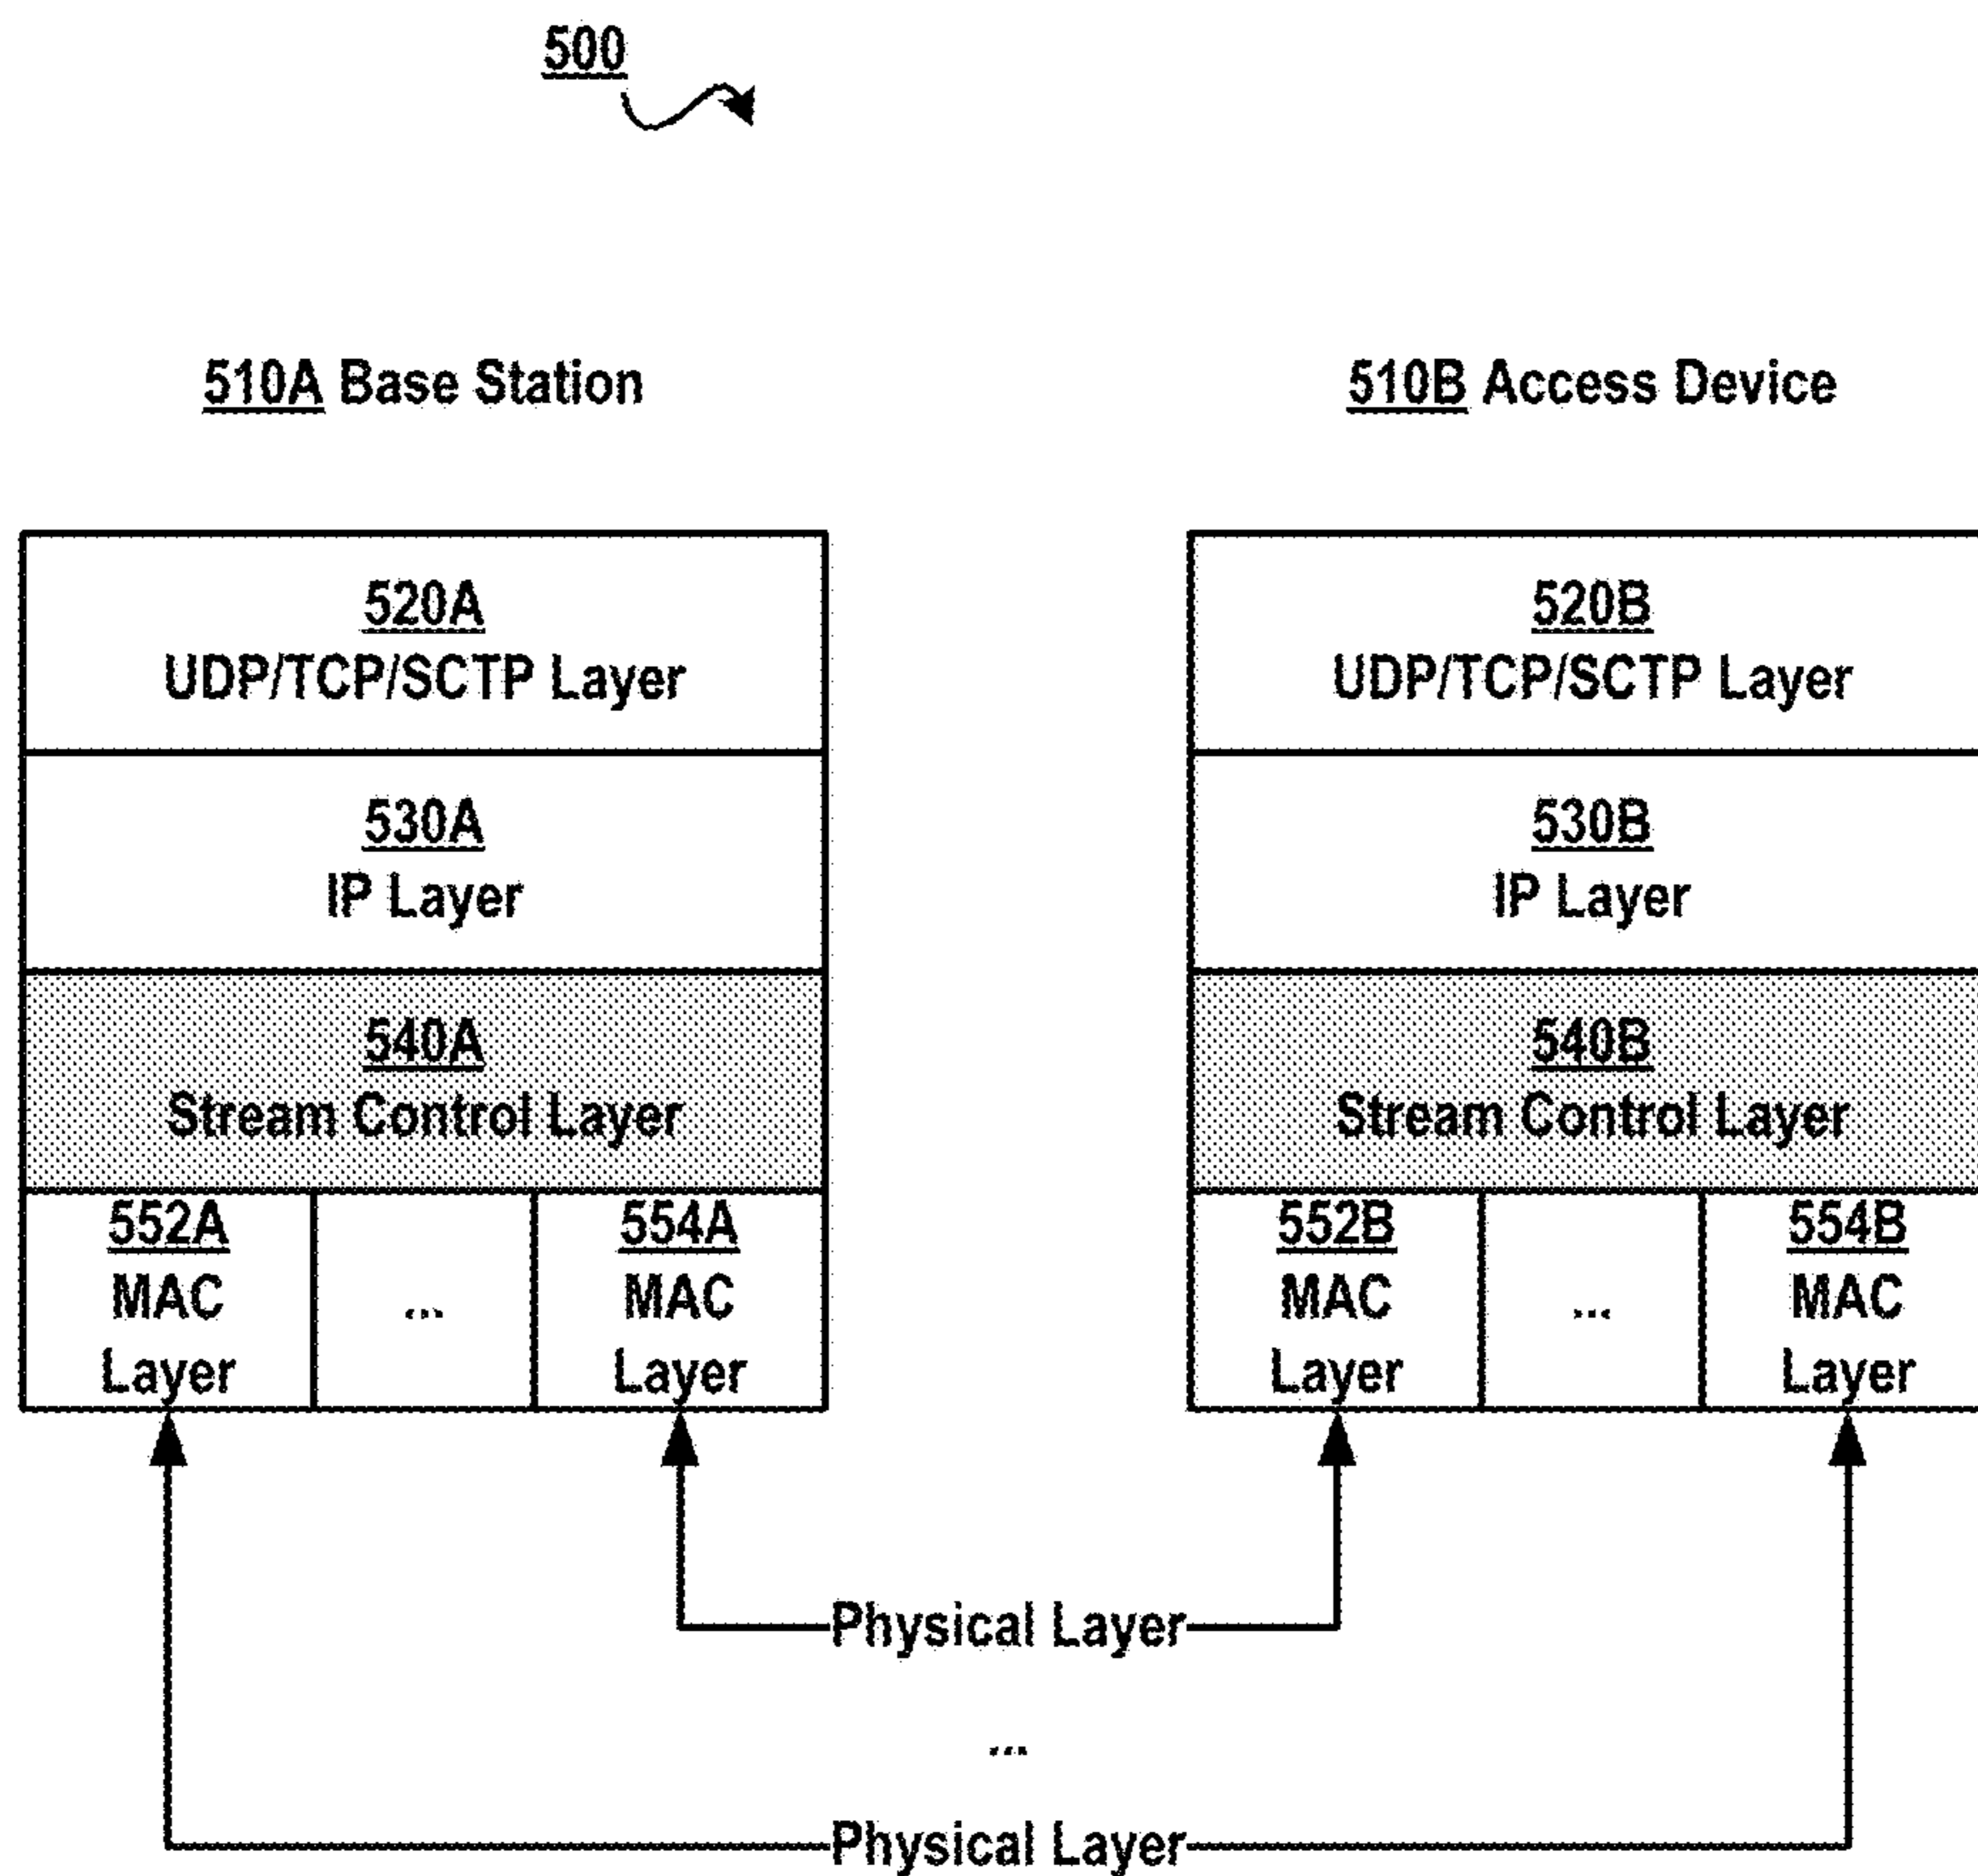 500
510A Base Station
510B Access Device
520A
UDP/TCP/SCTP Layer
530A
IP Layer
540A
Stream Control Layer
552A
MAC
Layer
...
554A
MAC
Layer
520B
UDP/TCP/SCTP Layer
530B
IP Layer
540B
Stream Control Layer
552B
MAC
Layer
...
554B
MAC
Layer
Physical Layer
...
Physical Layer